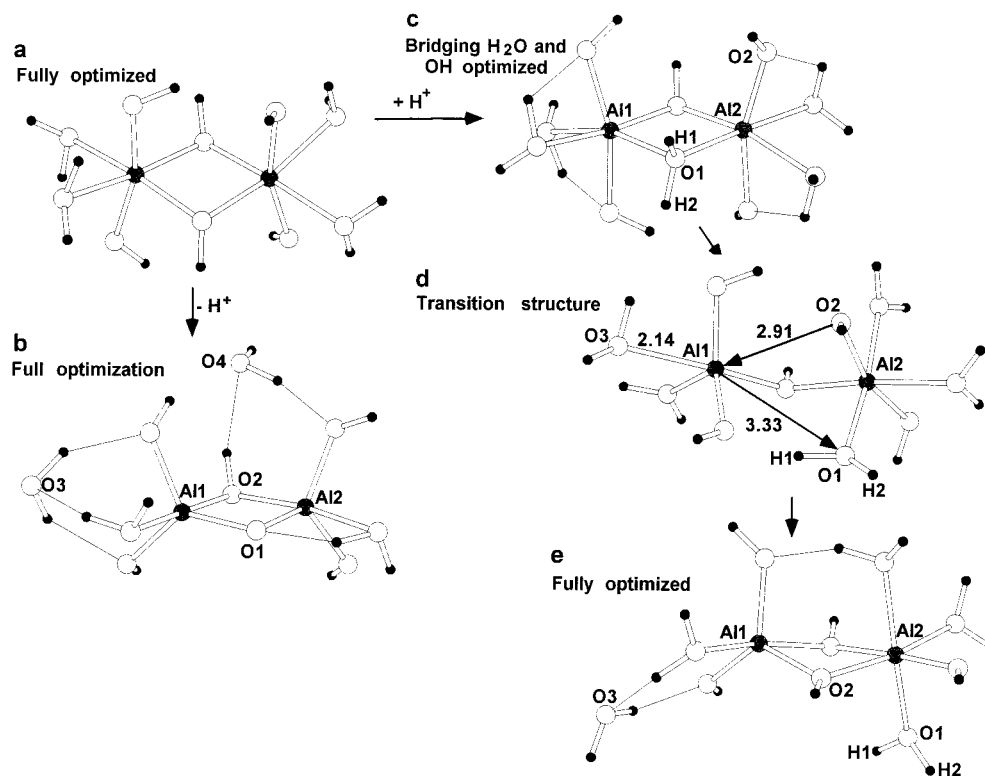 a
Fully optimized
+ H⁺
c
Bridging H₂O and
OH optimized
O2
Al1
Al2
H1
O1
H2
- H⁺
b
Full optimization
O4
O3
Al1
O2
Al2
O1
d
Transition structure
O3
2.14
Al1
2.91
O2
Al2
3.33
H1
O1
H2
e
Fully optimized
Al1
Al2
O3
O2
O1
H1
H2